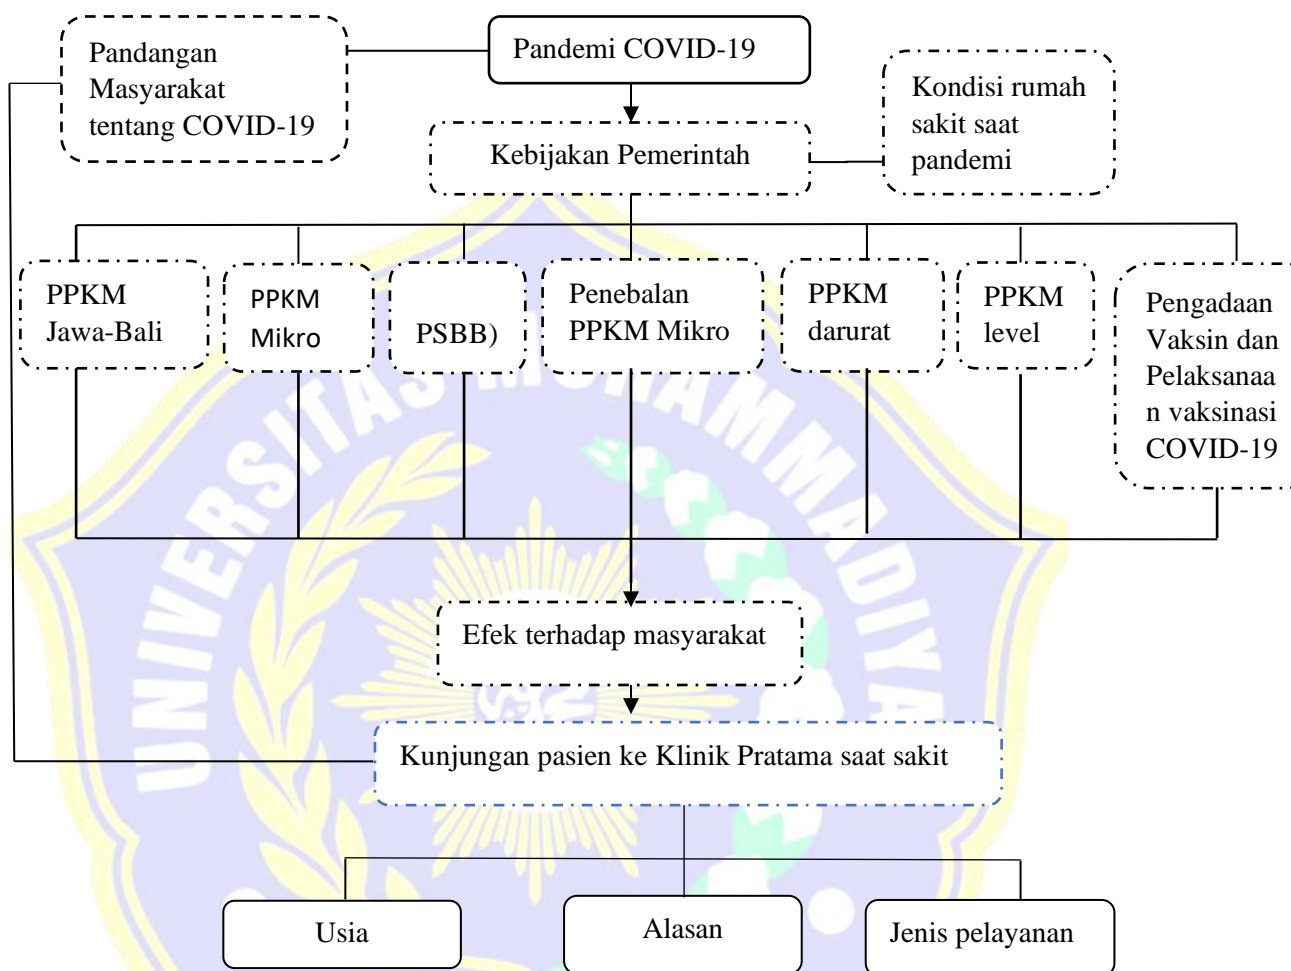 Pandangan
Masyarakat
tentang COVID-19
Pandemi COVID-19
Kondisi rumah
sakit saat
pandemi
Kebijakan Pemerintah
PPKM
Jawa-Bali
PPKM
Mikro
PSBB)
Penebalan
PPKM Mikro
PPKM
darurat
PPKM
level
Pengadaan
Vaksin dan
Pelaksanaa
n vaksinasi
COVID-19
UNIVERSITAS MUHAMMADIYA
Efek terhadap masyarakat
Kunjungan pasien ke Klinik Pratama saat sakit
Usia
Alasan
Jenis pelayanan